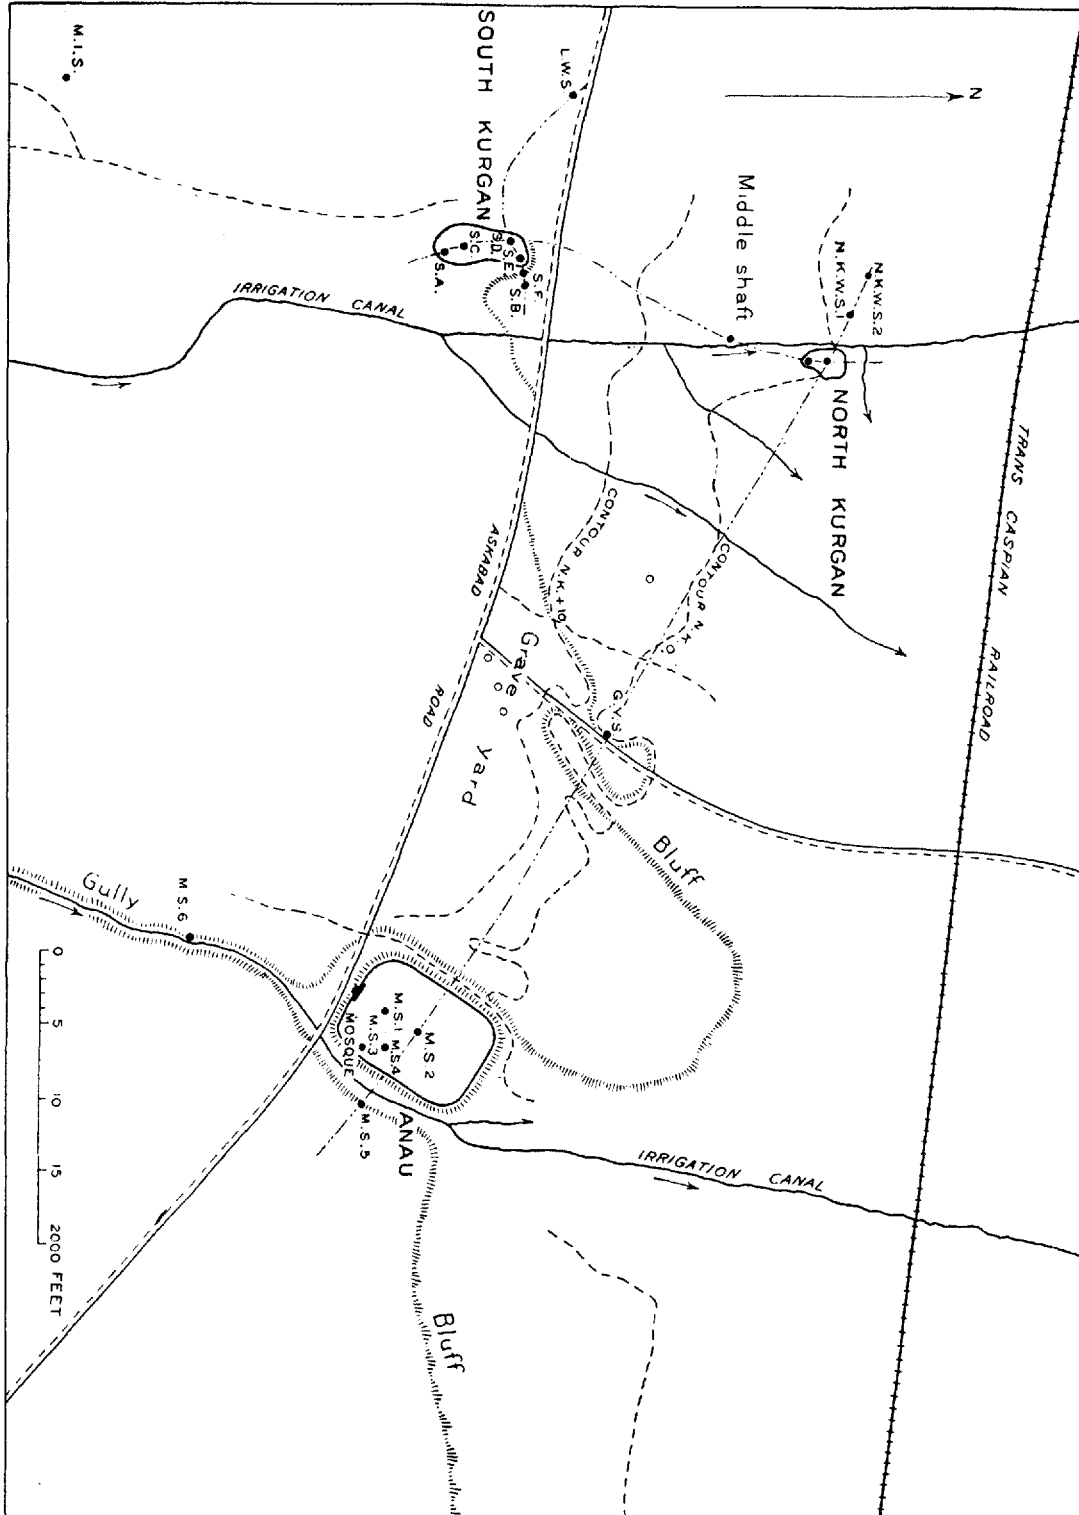 M.I.S.
SOUTH KURGAN
L.W.S
N
Middle shaft
N.K.W.S.1
N.K.W.S.2
S.A.
S.C.
S.D.
S.E.
S.F.
S.B.
IRRIGATION CANAL
NORTH KURGAN
TRANS CASPIAN RAILROAD
ASKABAD ROAD
CONTOUR N.K.+10
CONTOUR N.K.
Grave yard
G.Y.S.
Bluff
Gully
M.S.6
M.S.1
M.S.2
M.S.3
M.S.4
MOSQUE
M.S.5
ANAU
IRRIGATION CANAL
Bluff
0 5 10 15 2000 FEET